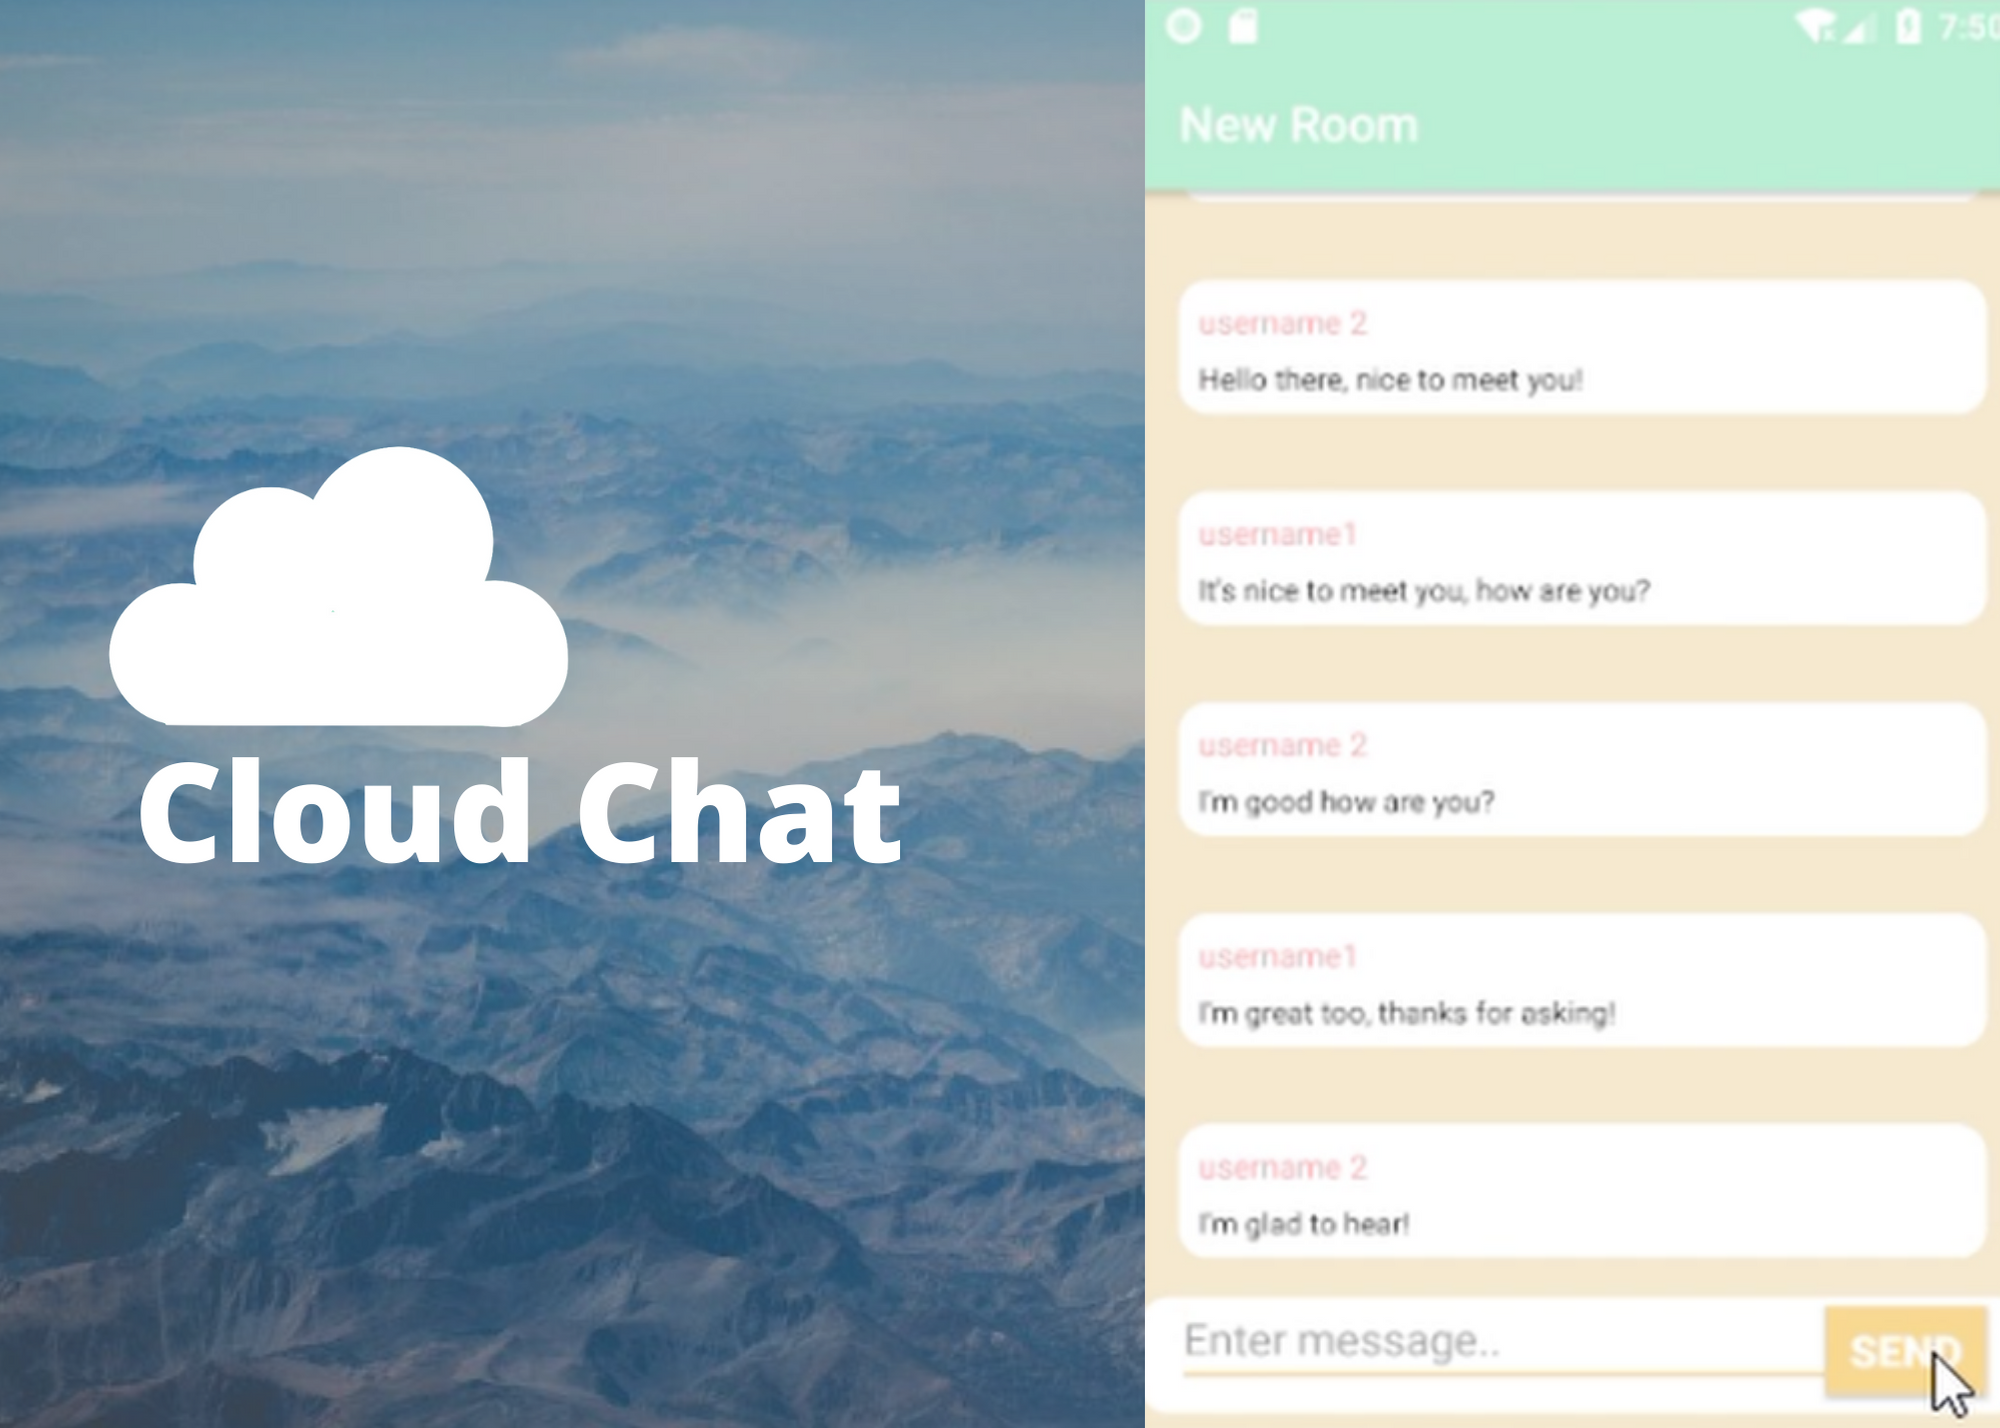 Cloud Chat
7:50
New Room
username 2
Hello there, nice to meet you!
username1
It's nice to meet you, how are you?
username 2
I'm good how are you?
username1
I'm great too, thanks for asking!
username 2
I'm glad to hear!
Enter message..
SEND